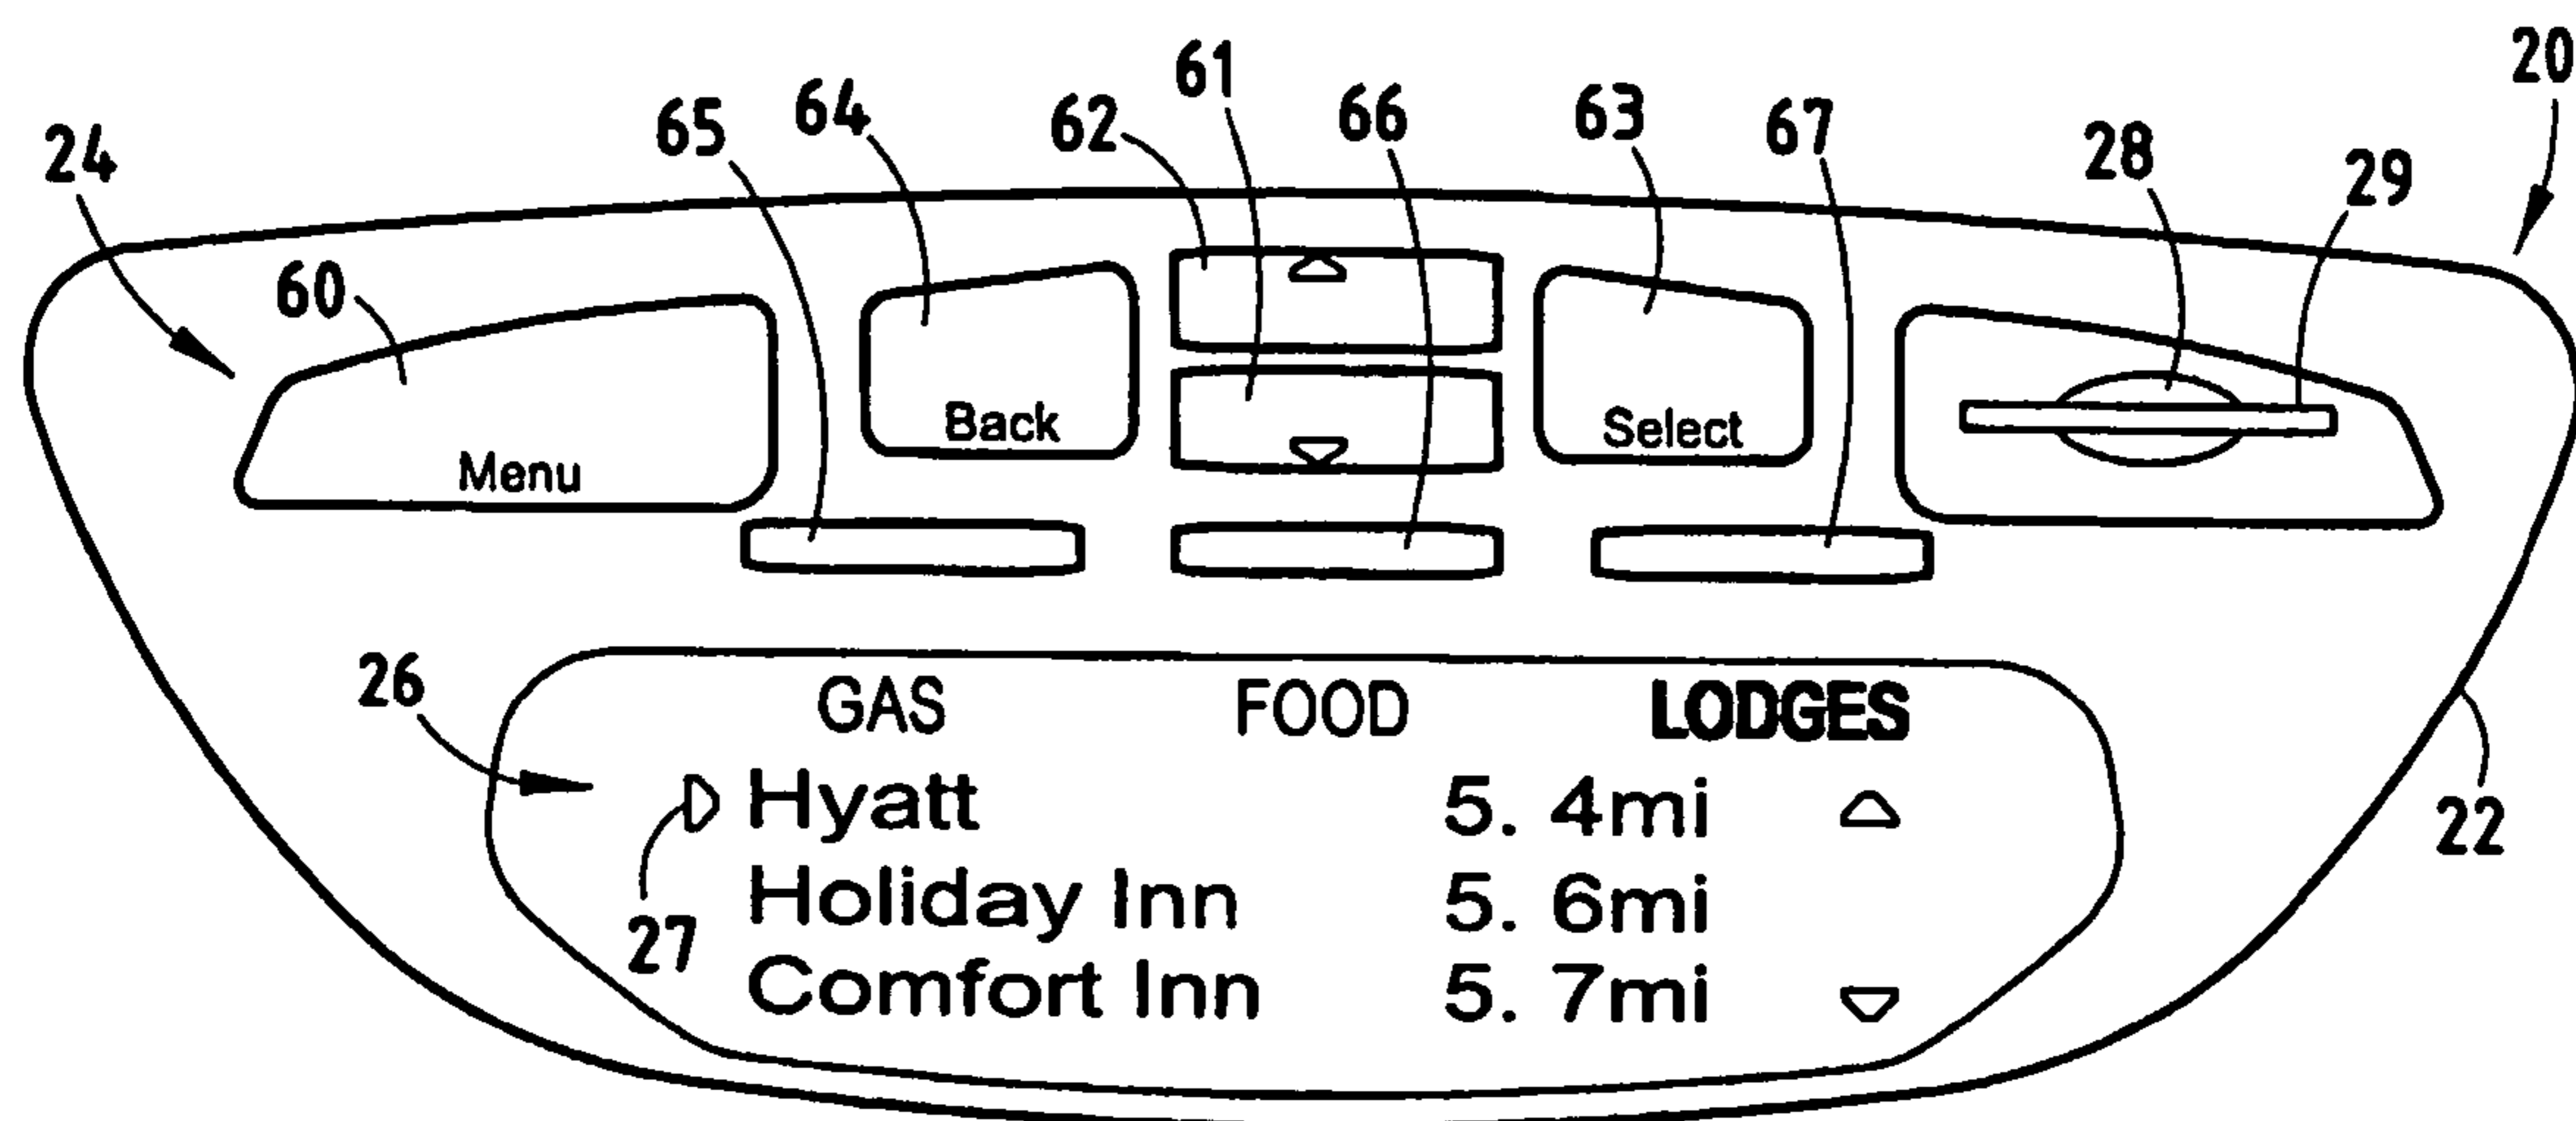 20
61
64
66
63
62
65
67
28
24
29
60
Back
Select
Menu
26
GAS FOOD LODGES
Hyatt 5. 4mi
22
Holiday Inn 5. 6mi
27
Comfort Inn 5. 7mi